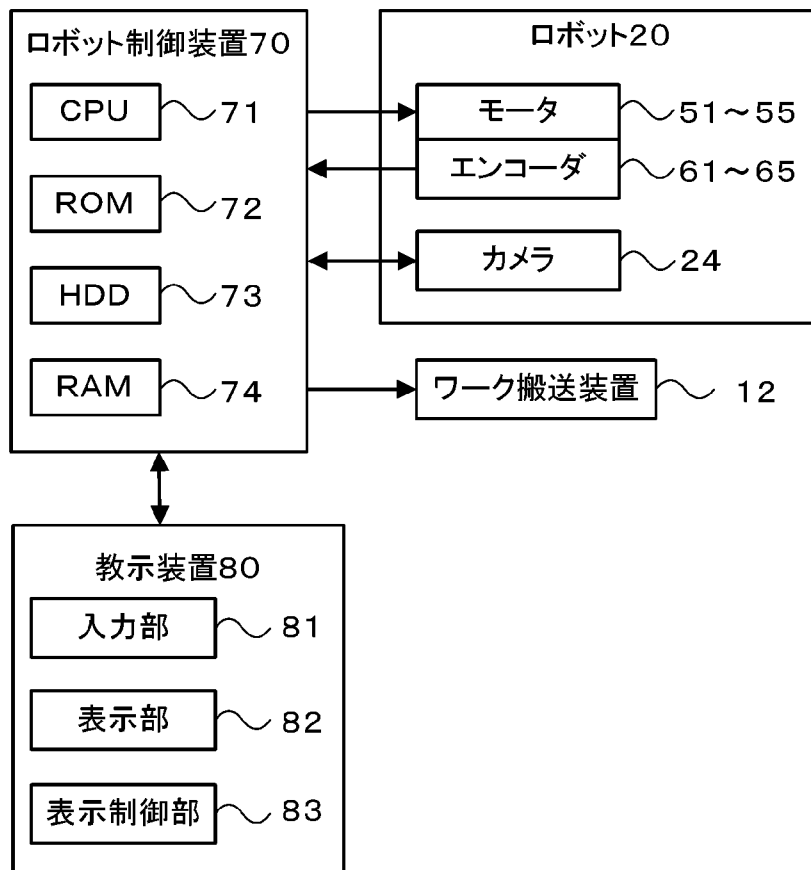 ロボット制御装置70
CPU 71
ROM 72
HDD 73
RAM 74
ロボット20
モータ 51～55
エンコーダ 61～65
カメラ 24
ワーク搬送装置 12
教示装置80
入力部 81
表示部 82
表示制御部 83